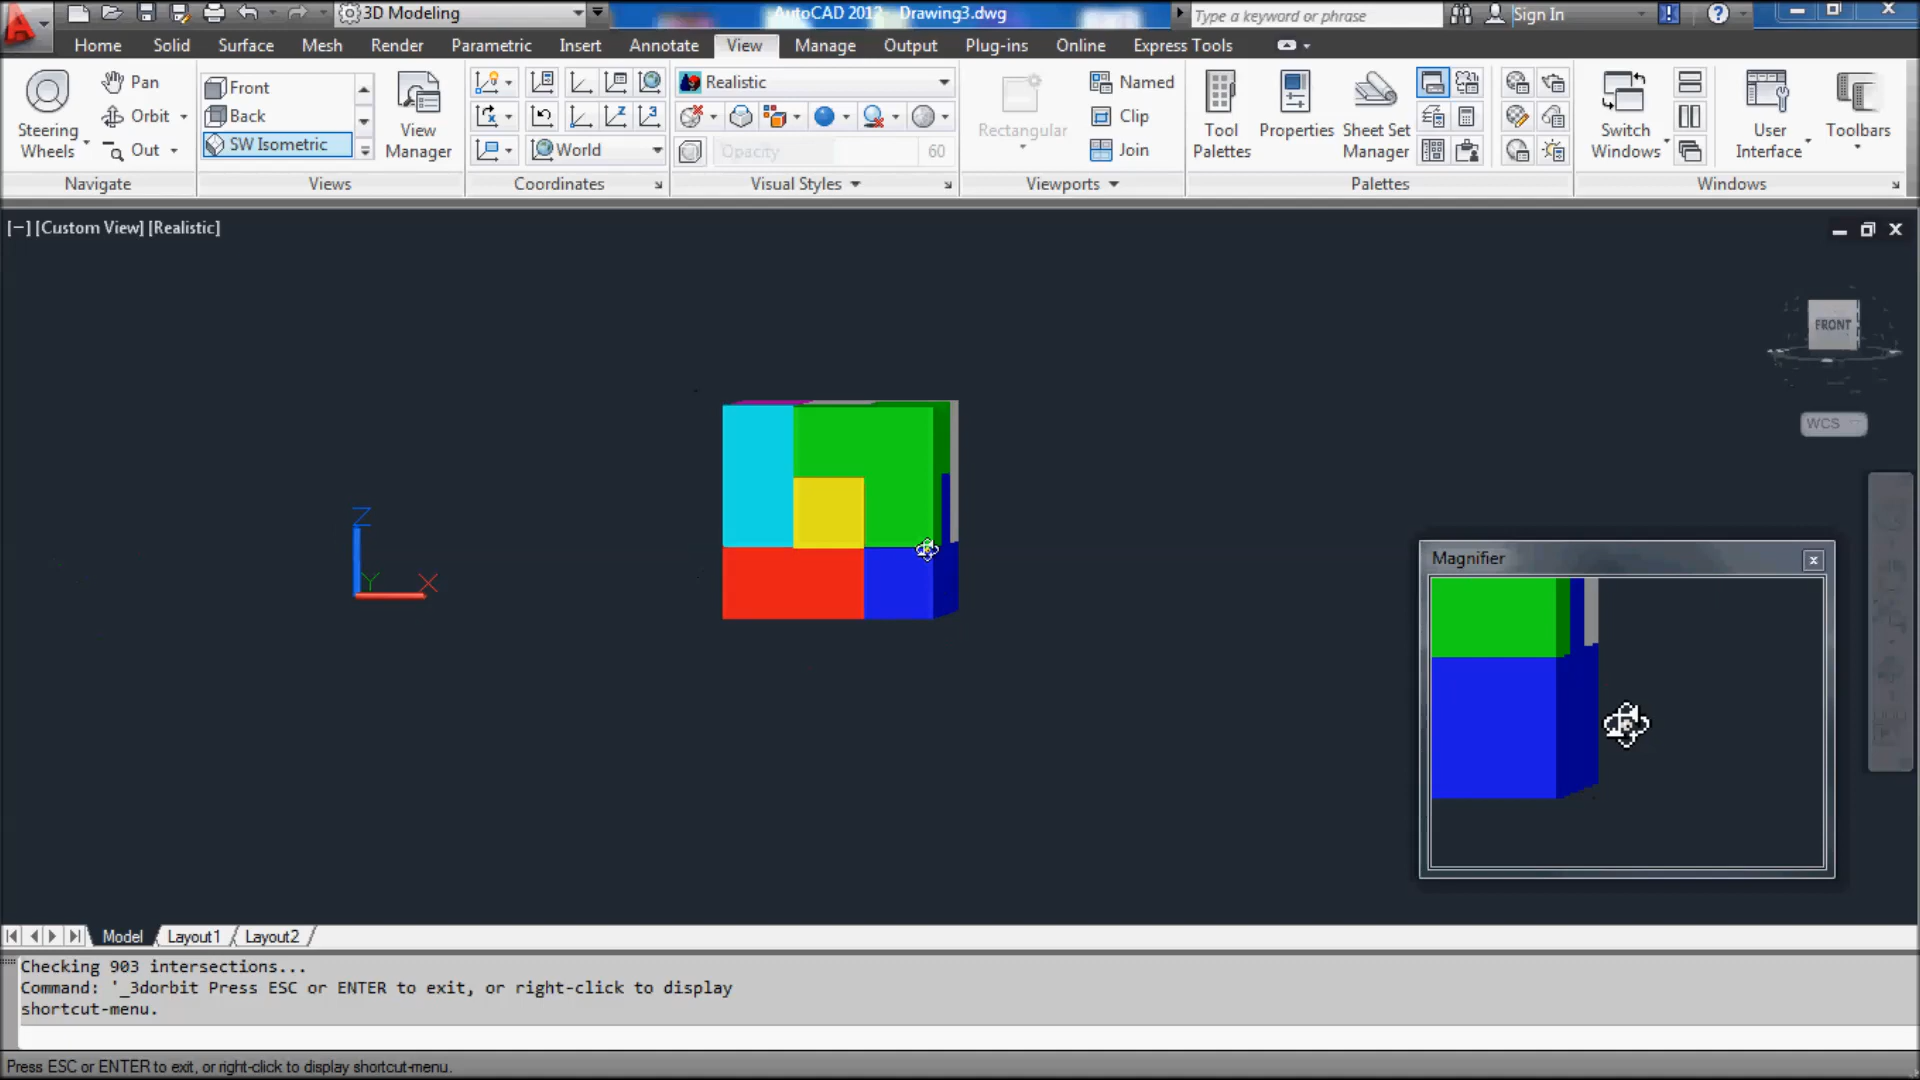 3D Modeling
AutoCAD 2012 - Drawing3.dwg
Type a keyword or phrase
Sign In
Home Solid Surface Mesh Render Parametric Insert Annotate View Manage Output Plug-ins Online Express Tools
Steering Wheels
Pan
Orbit
Out
Navigate
Front
Back
SW Isometric
View Manager
Views
World
Coordinates
Realistic
Opacity 60
Visual Styles
Rectangular
Named
Clip
Join
Viewports
Tool Palettes
Properties
Sheet Set Manager
Palettes
Switch Windows
User Interface
Toolbars
Windows
[−] [Custom View] [Realistic]
FRONT
WCS
Z
Y
X
Magnifier
Model Layout1 Layout2
Checking 903 intersections...
Command: '_3dorbit Press ESC or ENTER to exit, or right-click to display
shortcut-menu.
Press ESC or ENTER to exit, or right-click to display shortcut-menu.